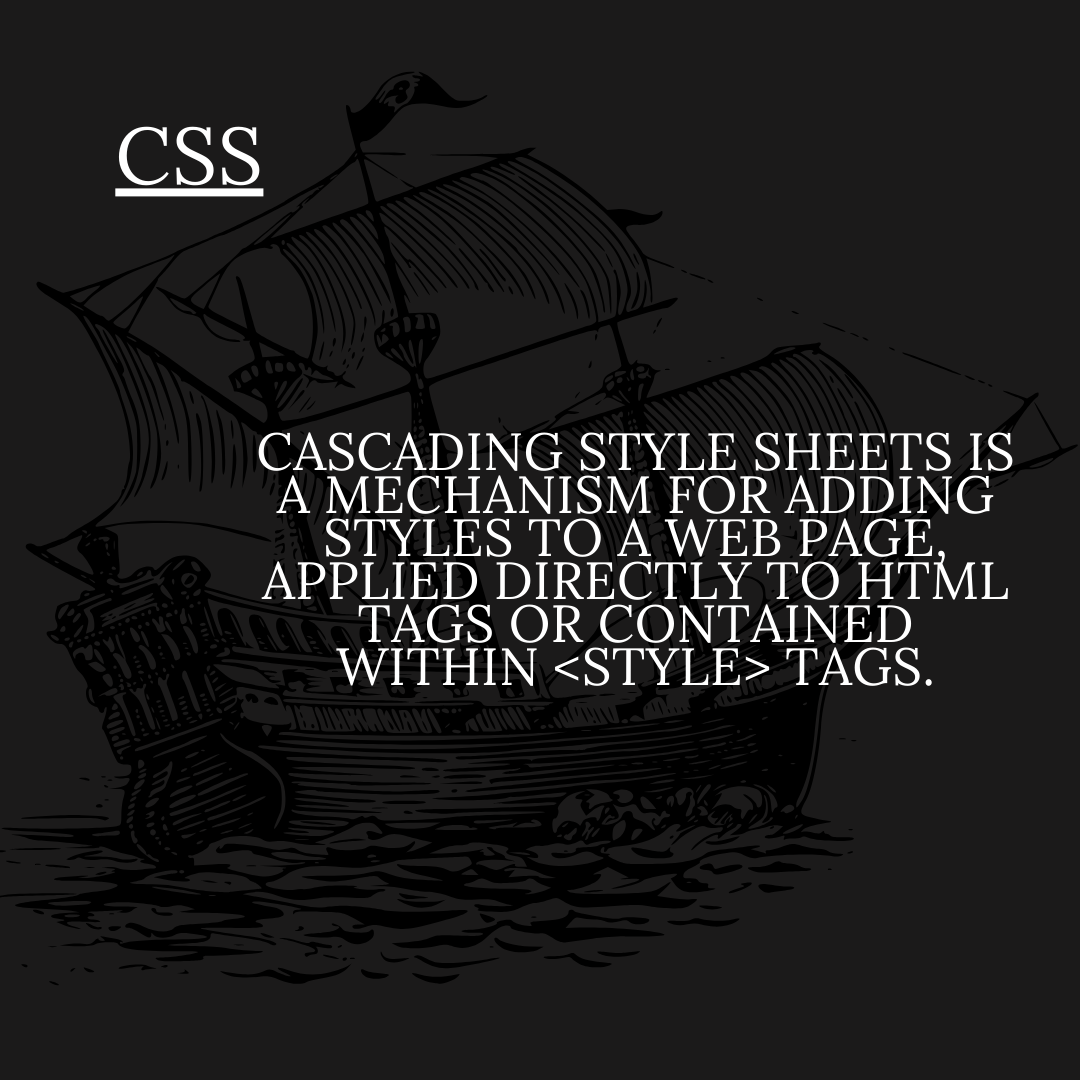 CSS
CASCADING STYLE SHEETS IS
A MECHANISM FOR ADDING
STYLES TO A WEB PAGE,
APPLIED DIRECTLY TO HTML
TAGS OR CONTAINED
WITHIN <STYLE> TAGS.